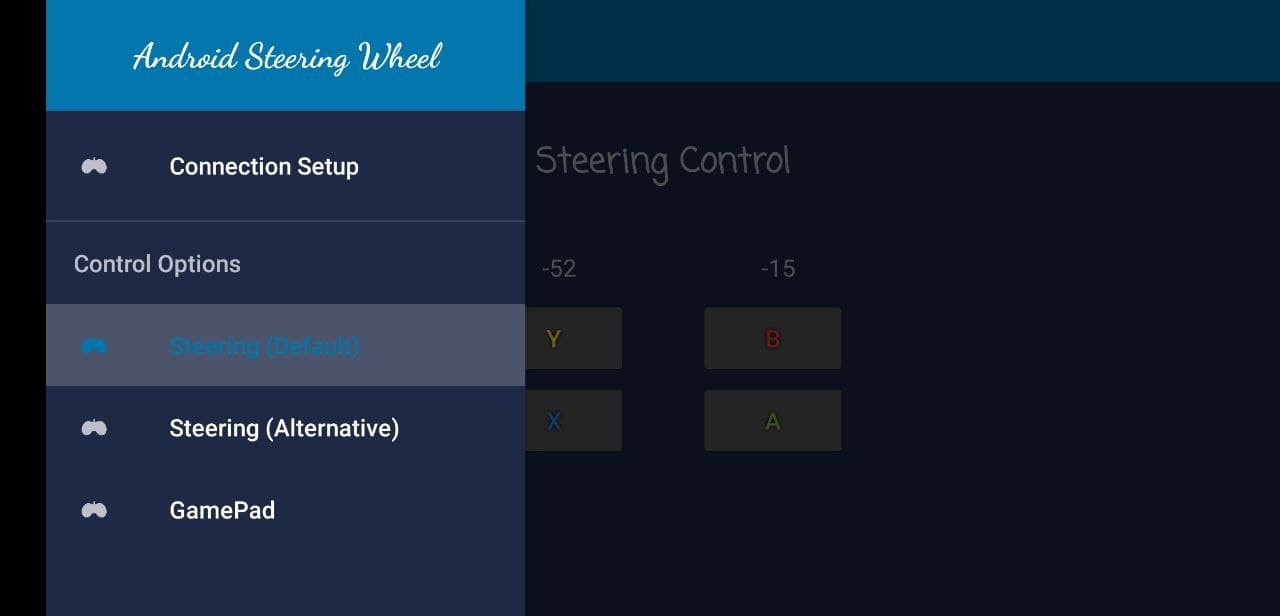 Android Steering Wheel
Connection Setup
Control Options
Steering (Default)
Steering (Alternative)
GamePad
Steering Control
-52 -15
Y B
X A